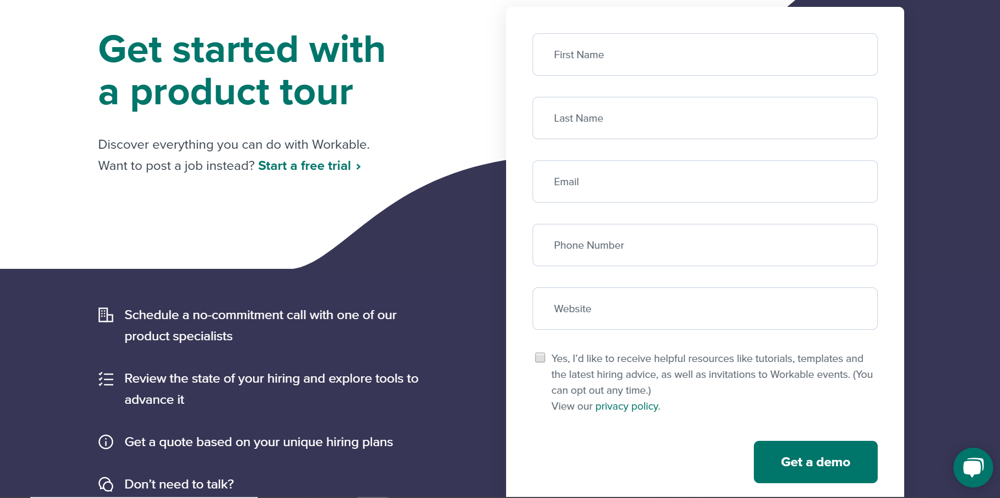 Get started with
a product tour
Discover everything you can do with Workable.
Want to post a job instead? Start a free trial ›
Schedule a no-commitment call with one of our
product specialists
Review the state of your hiring and explore tools to
advance it
Get a quote based on your unique hiring plans
Don’t need to talk?
First Name
Last Name
Email
Phone Number
Website
Yes, I’d like to receive helpful resources like tutorials, templates and
the latest hiring advice, as well as invitations to Workable events. (You
can opt out any time.)
View our privacy policy.
Get a demo